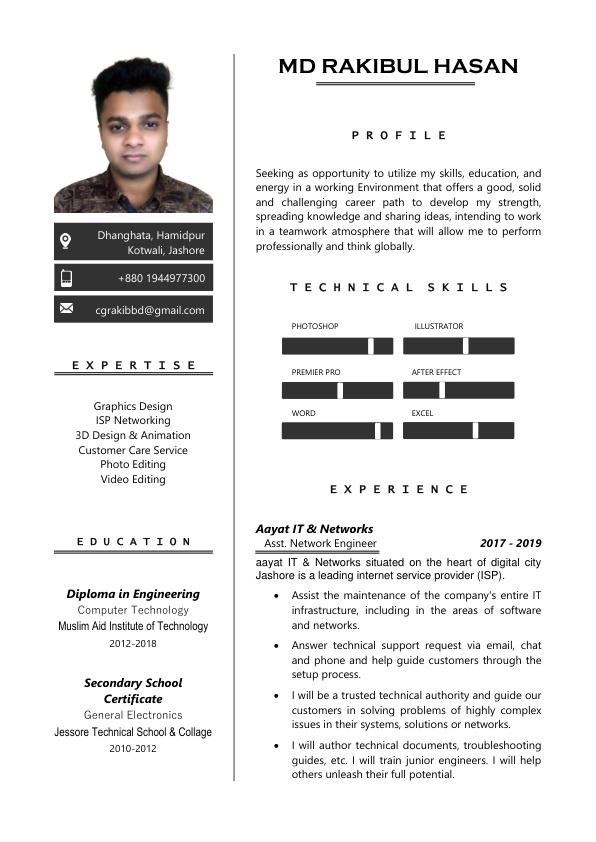 MD RAKIBUL HASAN
Dhanghata, Hamidpur
Kotwali, Jashore
+880 1944977300
cgrakibbd@gmail.com
EXPERTISE
Graphics Design
ISP Networking
3D Design & Animation
Customer Care Service
Photo Editing
Video Editing
EDUCATION
Diploma in Engineering
Computer Technology
Muslim Aid Institute of Technology
2012-2018
Secondary School
Certificate
General Electronics
Jessore Technical School & Collage
2010-2012
PROFILE
Seeking as opportunity to utilize my skills, education, and
energy in a working Environment that offers a good, solid
and challenging career path to develop my strength,
spreading knowledge and sharing ideas, intending to work
in a teamwork atmosphere that will allow me to perform
professionally and think globally.
TECHNICAL SKILLS
PHOTOSHOP
ILLUSTRATOR
PREMIER PRO
AFTER EFFECT
WORD
EXCEL
EXPERIENCE
Aayat IT & Networks
Asst. Network Engineer 2017 - 2019
aayat IT & Networks situated on the heart of digital city
Jashore is a leading internet service provider (ISP).
• Assist the maintenance of the company's entire IT
infrastructure, including in the areas of software
and networks.
• Answer technical support request via email, chat
and phone and help guide customers through the
setup process.
• I will be a trusted technical authority and guide our
customers in solving problems of highly complex
issues in their systems, solutions or networks.
• I will author technical documents, troubleshooting
guides, etc. I will train junior engineers. I will help
others unleash their full potential.